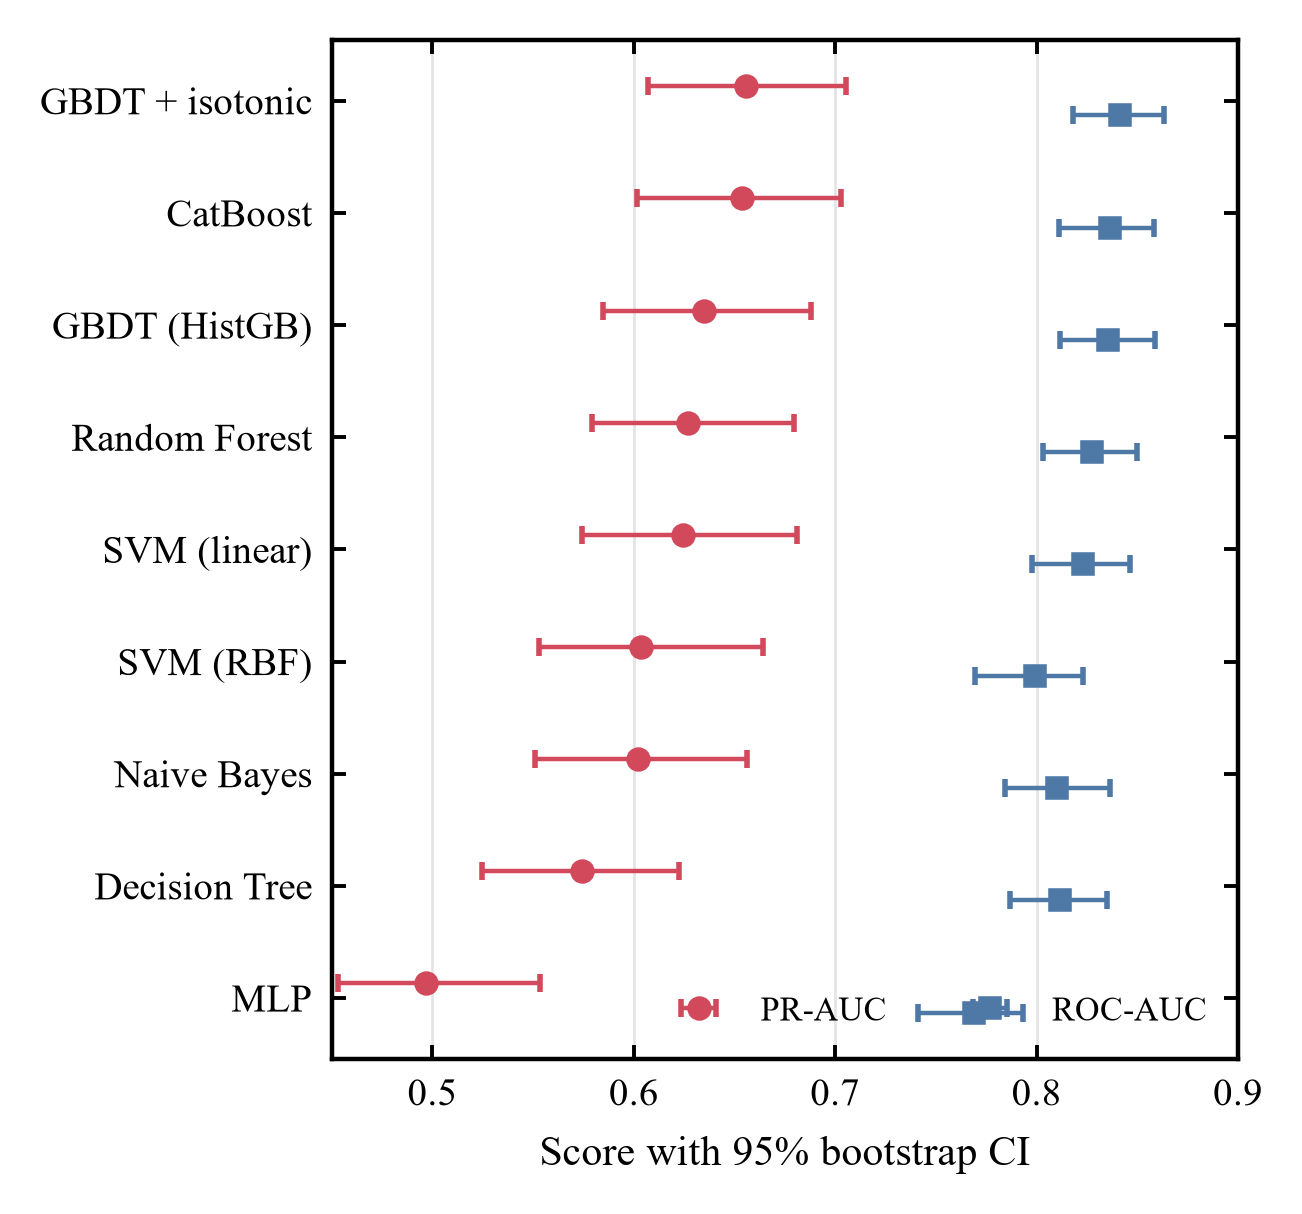 GBDT + isotonic
CatBoost
GBDT (HistGB)
Random Forest
SVM (linear)
SVM (RBF)
Naive Bayes
Decision Tree
MLP
PR-AUC
ROC-AUC
0.5 0.6 0.7 0.8 0.9
Score with 95% bootstrap CI